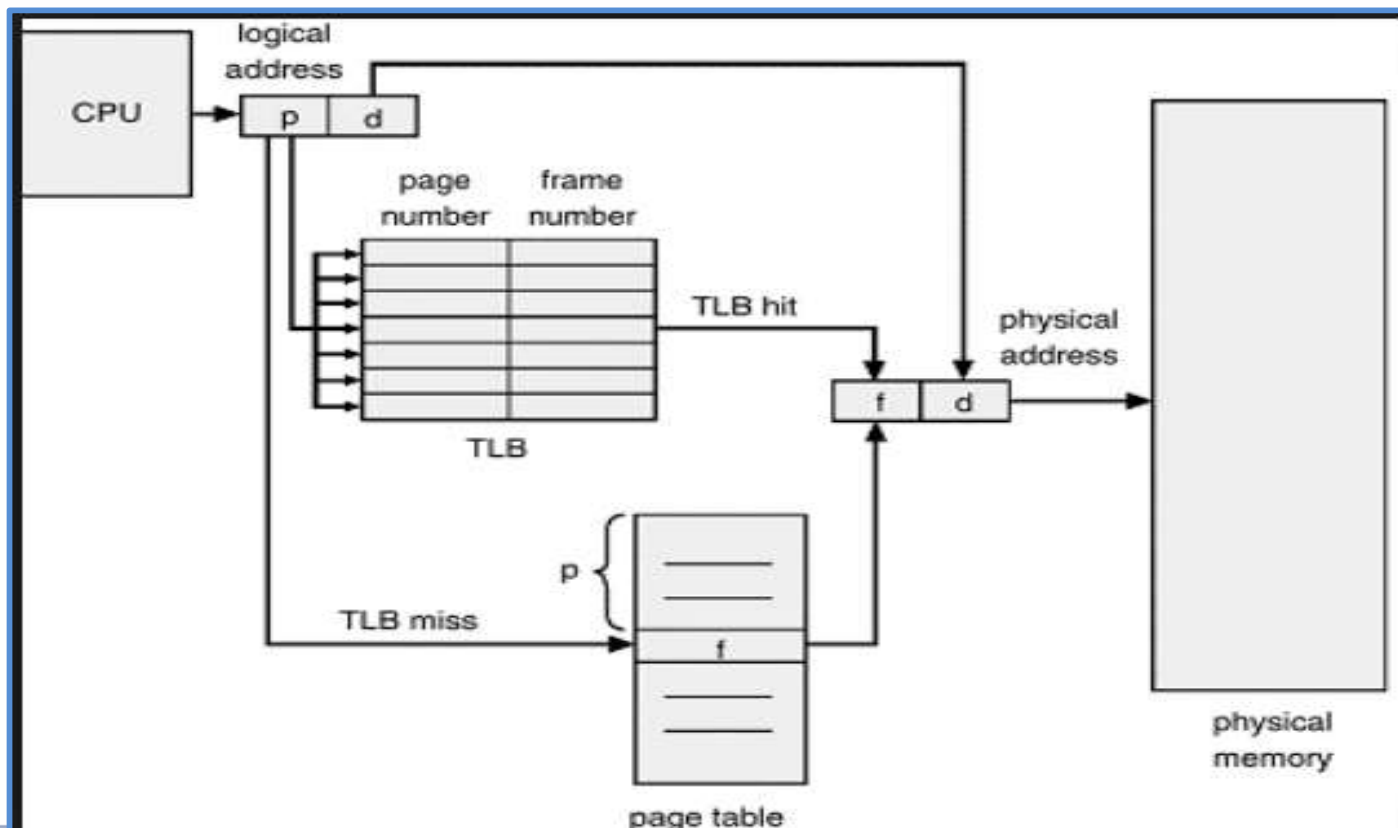 logical
address
CPU
p
d
page
number
frame
number
TLB hit
physical
address
f
d
TLB
p
TLB miss
f
physical
memory
page table